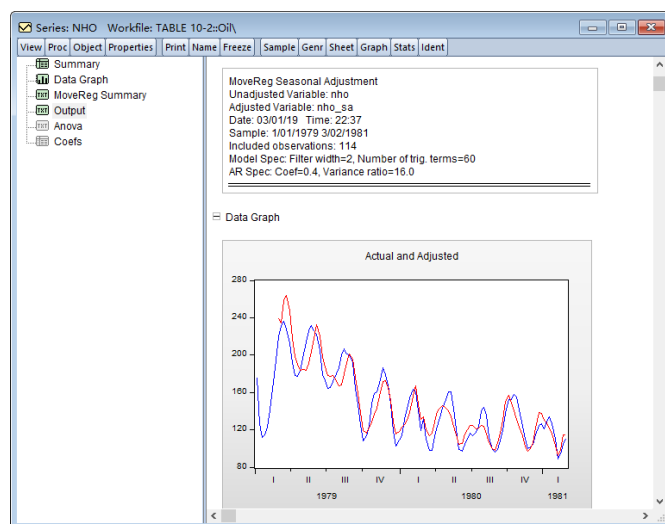 Series: NHO Workfile: TABLE 10-2::Oil\
View Proc Object Properties Print Name Freeze Sample Genr Sheet Graph Stats Ident
Summary
Data Graph
TXT MoveReg Summary
TXT Output
TXT Anova
Coefs
MoveReg Seasonal Adjustment
Unadjusted Variable: nho
Adjusted Variable: nho_sa
Date: 03/01/19 Time: 22:37
Sample: 1/01/1979 3/02/1981
Included observations: 114
Model Spec: Filter width=2, Number of trig. terms=60
AR Spec: Coef=0.4, Variance ratio=16.0
Data Graph
Actual and Adjusted
280
240
200
160
120
80
I II III IV I II III IV I
1979 1980 1981